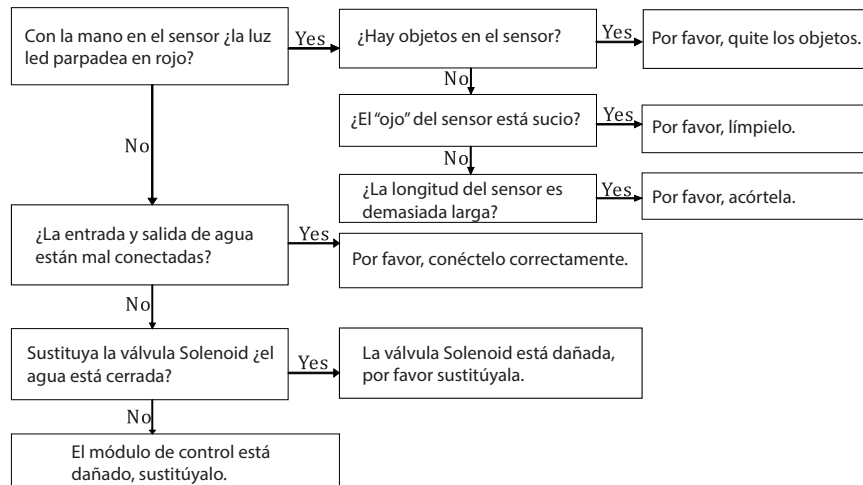 Con la mano en el sensor ¿la luz
led parpadea en rojo?
Yes
¿Hay objetos en el sensor?
Yes
Por favor, quite los objetos.
No
¿El “ojo” del sensor está sucio?
Yes
Por favor, límpielo.
No
No
¿La longitud del sensor es
demasiada larga?
Yes
Por favor, acórtela.
¿La entrada y salida de agua
están mal conectadas?
Yes
Por favor, conéctelo correctamente.
No
Sustituya la válvula Solenoid ¿el
agua está cerrada?
Yes
La válvula Solenoid está dañada,
por favor sustitúyala.
No
El módulo de control está
dañado, sustitúyalo.